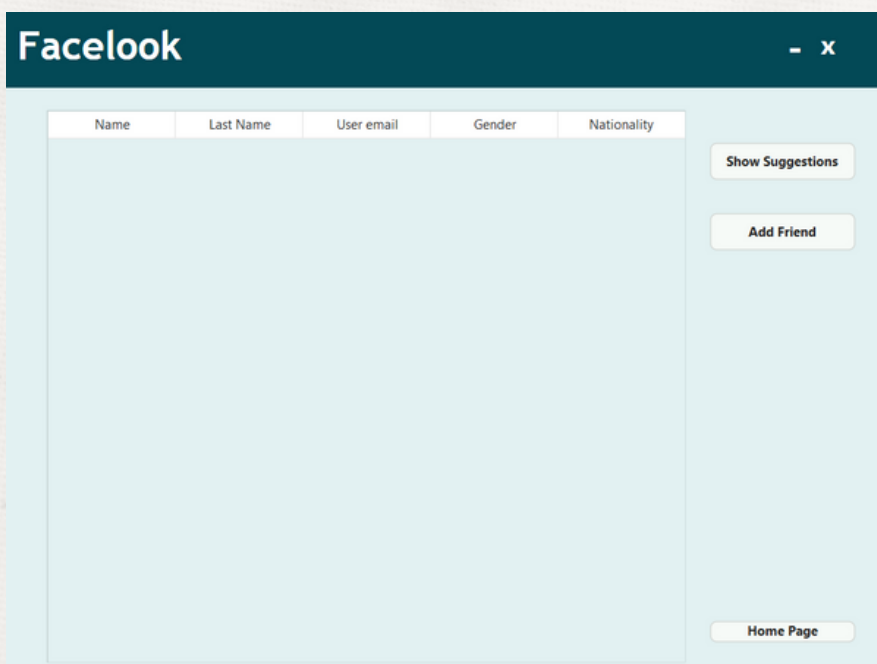 Facelook
- x
Name Last Name User email Gender Nationality
Show Suggestions
Add Friend
Home Page